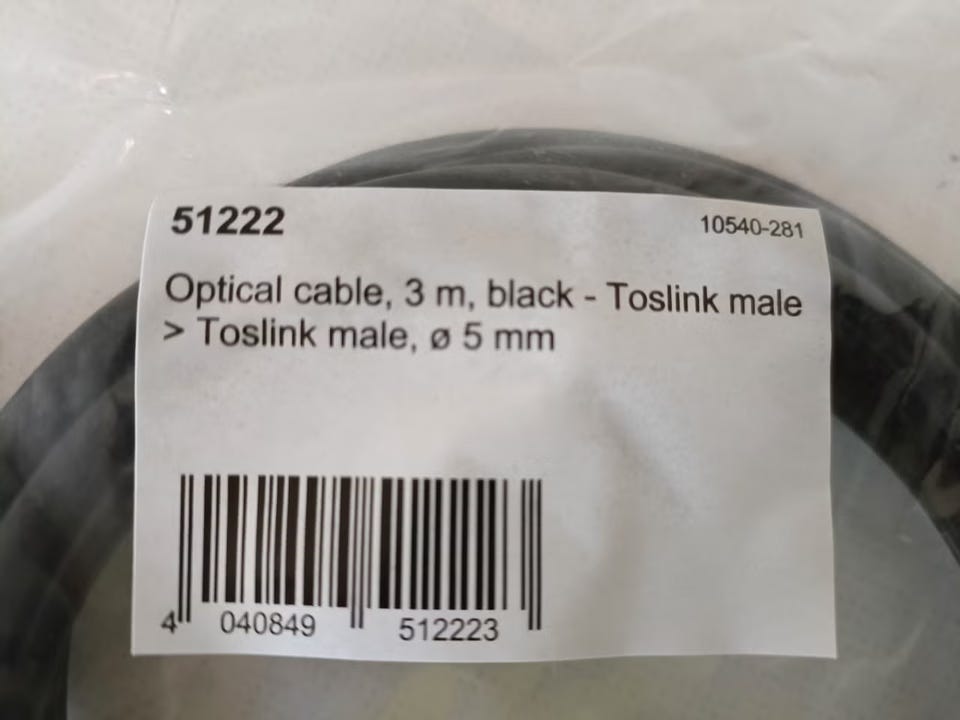 51222
10540-281
Optical cable, 3 m, black - Toslink male
> Toslink male, ø 5 mm
4 040849 512223